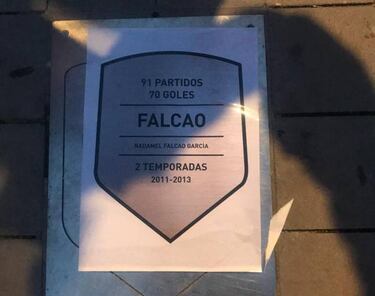 91 PARTIDOS
70 GOLES
FALCAO
RADAMEL FALCAO GARCÍA
2 TEMPORADAS
2011-2013